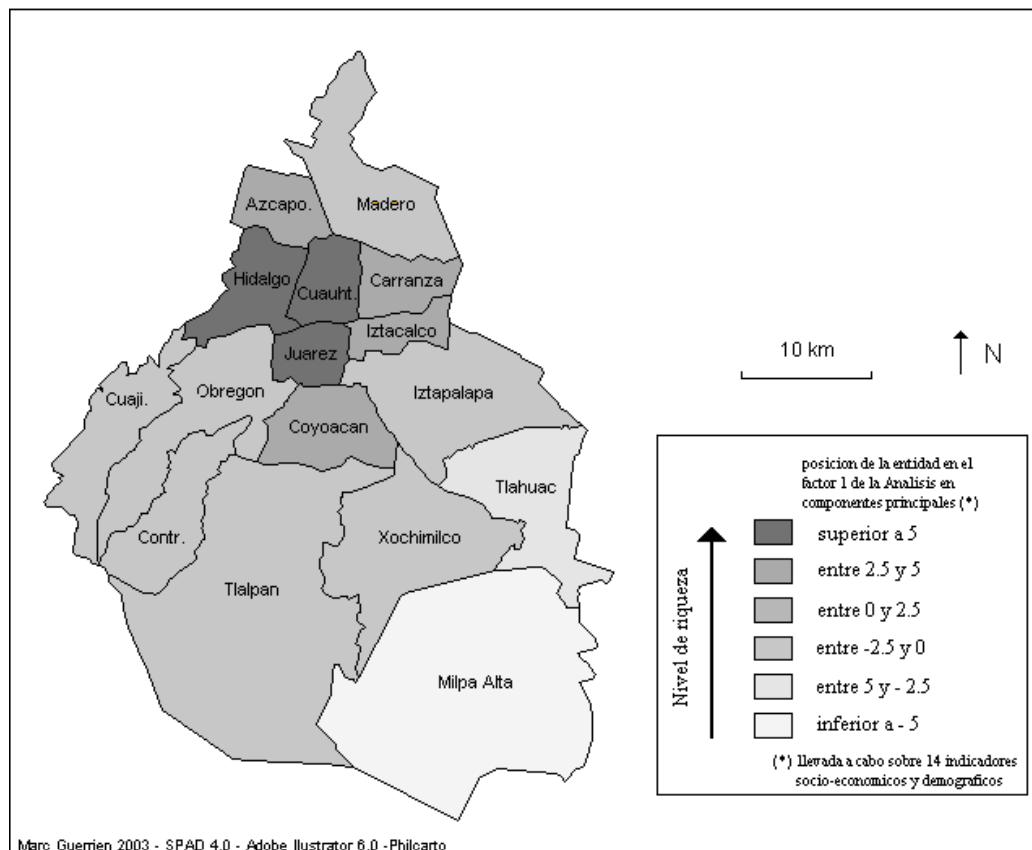 Azcapo.
Madero
Hidalgo
Cuauht.
Carranza
Iztacalco
Juarez
Cuaji.
Obregon
Iztapalapa
Coyoacan
Tlahuac
Contr.
Xochimilco
Tlalpan
Milpa Alta
10 km
N
posicion de la entidad en el
factor 1 de la Analisis en
componentes principales (*)
Nivel de riqueza
superior a 5
entre 2.5 y 5
entre 0 y 2.5
entre -2.5 y 0
entre 5 y - 2.5
inferior a - 5
(*) llevada a cabo sobre 14 indicadores
socio-economicos y demograficos
Marc Guerrien 2003 - SPAD 4.0 - Adobe Ilustrator 6.0 -Philcarto